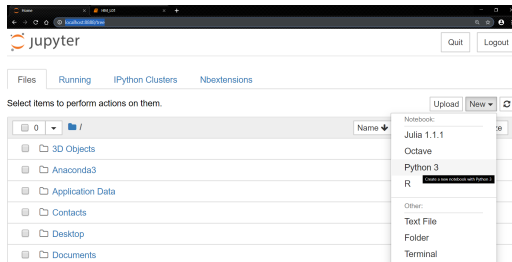 Home
HW_L01
localhost:8888/tree
jupyter
Quit
Logout
Files
Running
IPython Clusters
Nbextensions
Select items to perform actions on them.
Upload
New
0
/
Name
Notebook:
Julia 1.1.1
Octave
Python 3
Create a new notebook with Python 3
R
Other:
Text File
Folder
Terminal
3D Objects
Anaconda3
Application Data
Contacts
Desktop
Documents